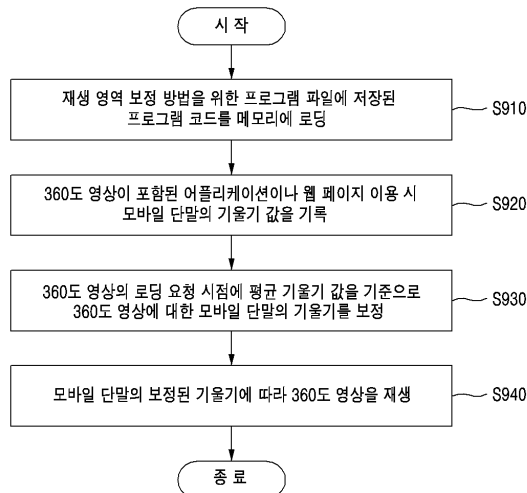 시 작
재생 영역 보정 방법을 위한 프로그램 파일에 저장된
프로그램 코드를 메모리에 로딩
S910
360도 영상이 포함된 어플리케이션이나 웹 페이지 이용 시
모바일 단말의 기울기 값을 기록
S920
360도 영상의 로딩 요청 시점에 평균 기울기 값을 기준으로
360도 영상에 대한 모바일 단말의 기울기를 보정
S930
모바일 단말의 보정된 기울기에 따라 360도 영상을 재생
S940
종 료